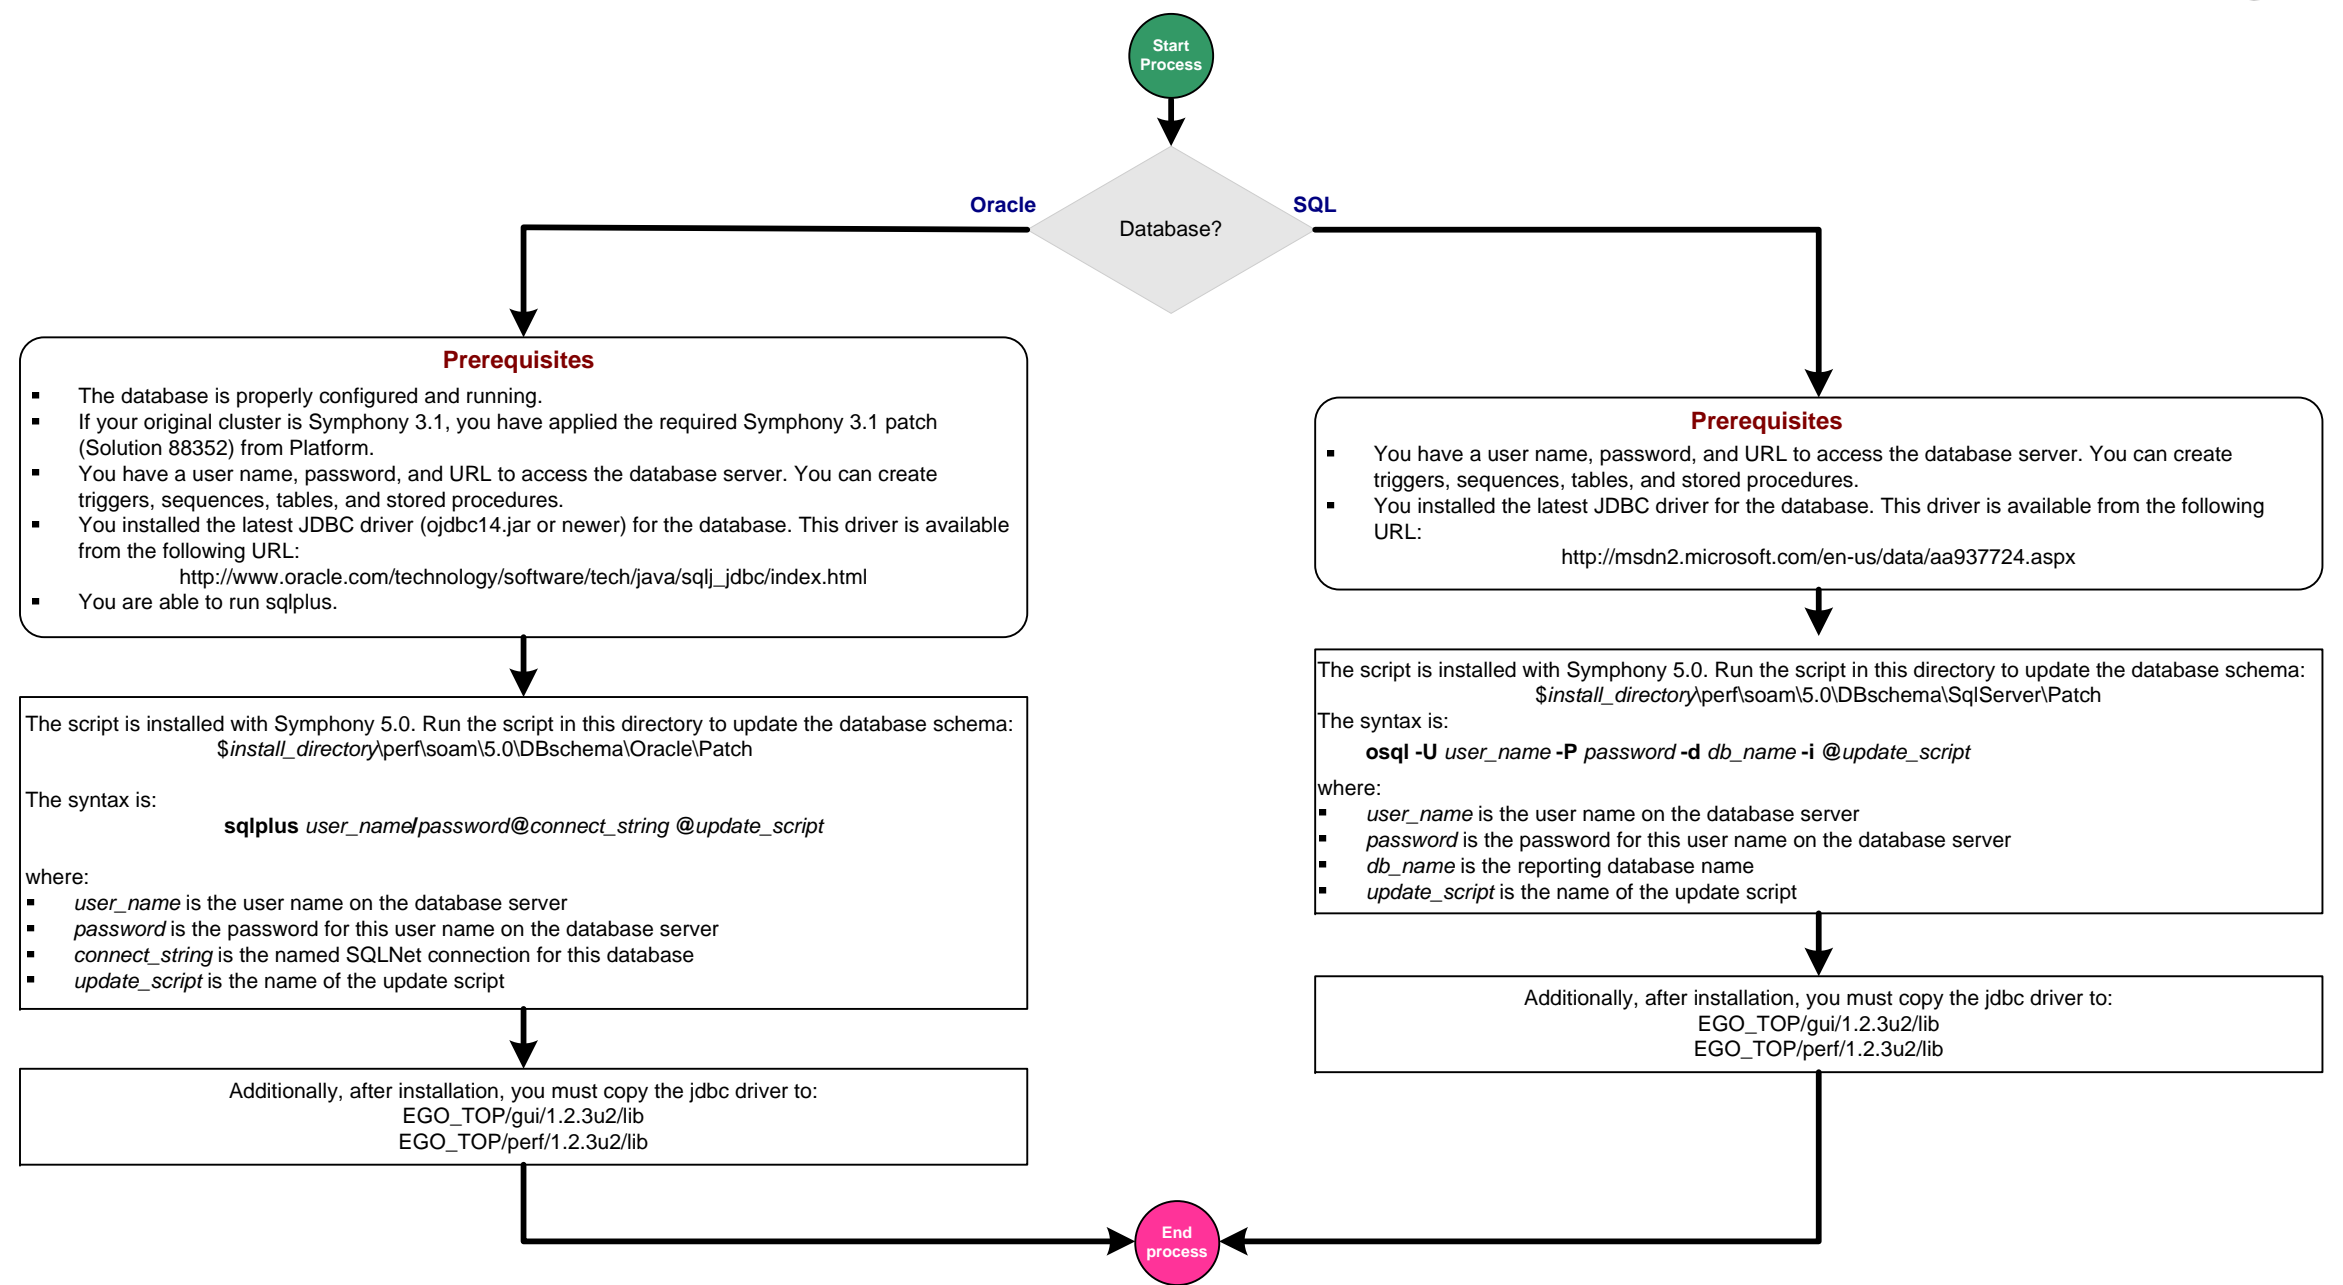 Start
Process
Oracle
SQL
Database?
Prerequisites
▪ The database is properly configured and running.
▪ If your original cluster is Symphony 3.1, you have applied the required Symphony 3.1 patch
(Solution 88352) from Platform.
▪ You have a user name, password, and URL to access the database server. You can create
triggers, sequences, tables, and stored procedures.
▪ You installed the latest JDBC driver (ojdbc14.jar or newer) for the database. This driver is available
from the following URL:
http://www.oracle.com/technology/software/tech/java/sqlj_jdbc/index.html
▪ You are able to run sqlplus.
The script is installed with Symphony 5.0. Run the script in this directory to update the database schema:
$install_directory\perf\soam\5.0\DBschema\Oracle\Patch
The syntax is:
sqlplus user_name/password@connect_string @update_script
where:
▪ user_name is the user name on the database server
▪ password is the password for this user name on the database server
▪ connect_string is the named SQLNet connection for this database
▪ update_script is the name of the update script
Additionally, after installation, you must copy the jdbc driver to:
EGO_TOP/gui/1.2.3u2/lib
EGO_TOP/perf/1.2.3u2/lib
Prerequisites
▪ You have a user name, password, and URL to access the database server. You can create
triggers, sequences, tables, and stored procedures.
▪ You installed the latest JDBC driver for the database. This driver is available from the following
URL:
http://msdn2.microsoft.com/en-us/data/aa937724.aspx
The script is installed with Symphony 5.0. Run the script in this directory to update the database schema:
$install_directory\perf\soam\5.0\DBschema\SqlServer\Patch
The syntax is:
osql -U user_name -P password -d db_name -i @update_script
where:
▪ user_name is the user name on the database server
▪ password is the password for this user name on the database server
▪ db_name is the reporting database name
▪ update_script is the name of the update script
Additionally, after installation, you must copy the jdbc driver to:
EGO_TOP/gui/1.2.3u2/lib
EGO_TOP/perf/1.2.3u2/lib
End
process